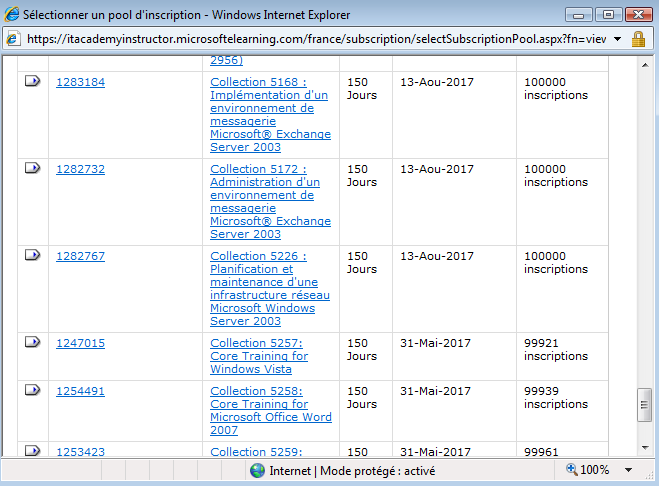 Sélectionner un pool d'inscription - Windows Internet Explorer
https://itacademyinstructor.microsoftelearning.com/france/subscription/selectSubscriptionPool.aspx?fn=view
2956)
1283184
Collection 5168 :
Implémentation d'un
environnement de
messagerie
Microsoft® Exchange
Server 2003
150
Jours
13-Aou-2017
100000
inscriptions
1282732
Collection 5172 :
Administration d'un
environnement de
messagerie
Microsoft® Exchange
Server 2003
150
Jours
13-Aou-2017
100000
inscriptions
1282767
Collection 5226 :
Planification et
maintenance d'une
infrastructure réseau
Microsoft Windows
Server 2003
150
Jours
13-Aou-2017
100000
inscriptions
1247015
Collection 5257:
Core Training for
Windows Vista
150
Jours
31-Mai-2017
99921
inscriptions
1254491
Collection 5258:
Core Training for
Microsoft Office Word
2007
150
Jours
31-Mai-2017
99939
inscriptions
1253423
Collection 5259:
150
31-Mai-2017
99961
Internet | Mode protégé : activé
100%